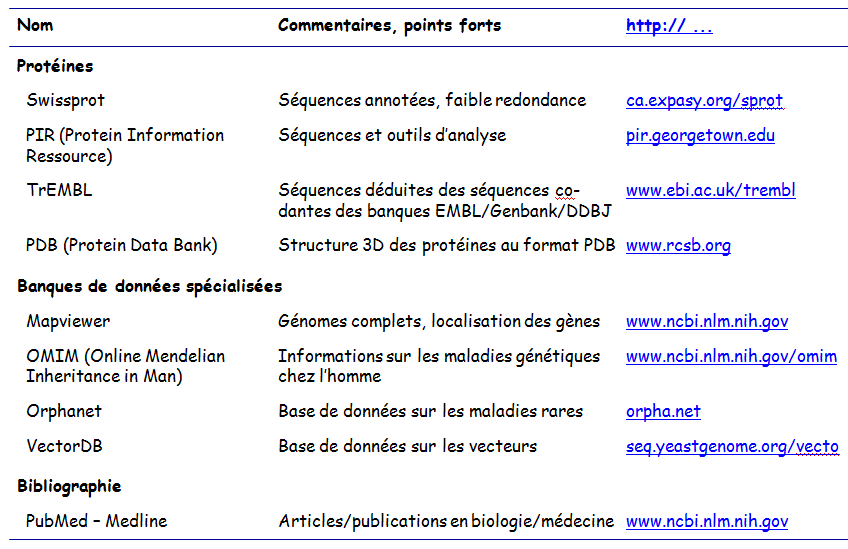 Nom Commentaires, points forts http:// ...
Protéines
Swissprot Séquences annotées, faible redondance ca.expasy.org/sprot
PIR (Protein Information Séquences et outils d'analyse pir.georgetown.edu
Ressource)
TrEMBL Séquences déduites des séquences co- www.ebi.ac.uk/trembl
dantes des banques EMBL/Genbank/DDBJ
PDB (Protein Data Bank) Structure 3D des protéines au format PDB www.rcsb.org
Banques de données spécialisées
Mapviewer Génomes complets, localisation des gènes www.ncbi.nlm.nih.gov
OMIM (Online Mendelian Informations sur les maladies génétiques www.ncbi.nlm.nih.gov/omim
Inheritance in Man) chez l'homme
Orphanet Base de données sur les maladies rares orpha.net
VectorDB Base de données sur les vecteurs seq.yeastgenome.org/vecto
Bibliographie
PubMed – Medline Articles/publications en biologie/médecine www.ncbi.nlm.nih.gov